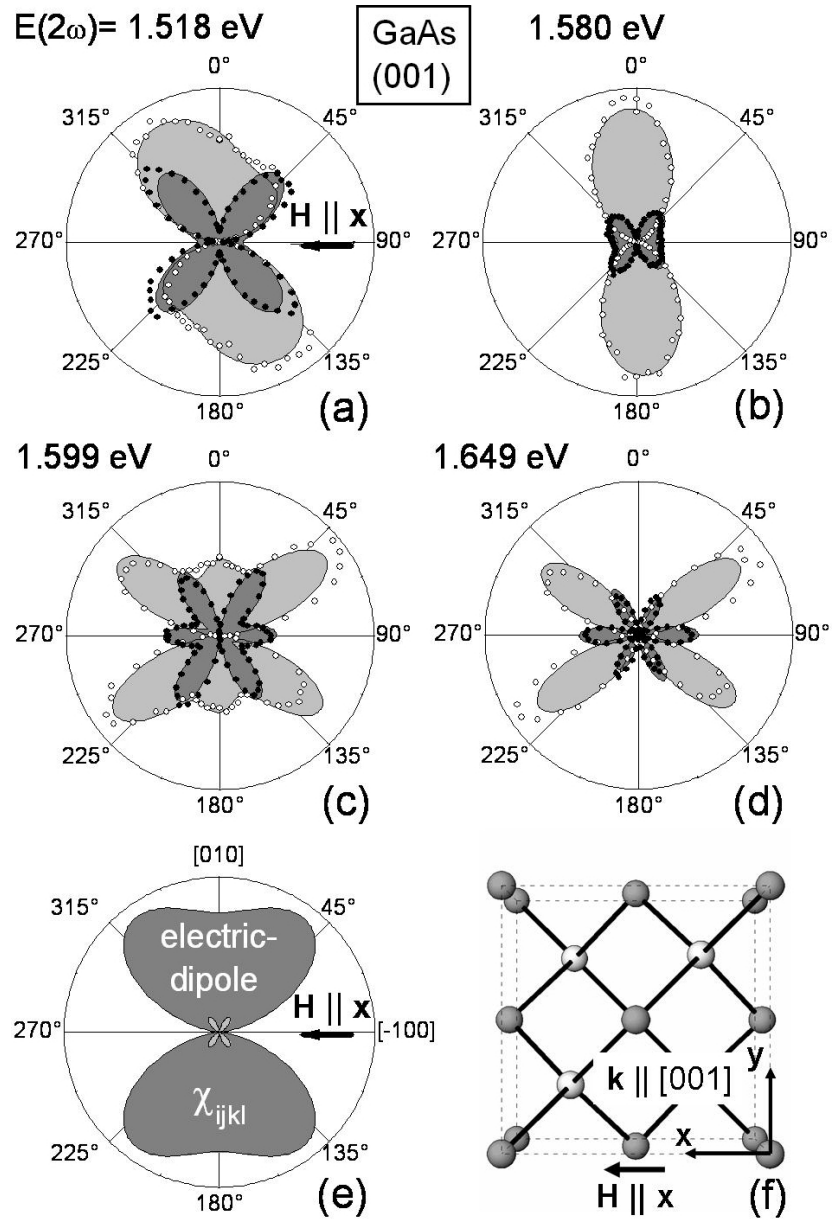 E(2ω)= 1.518 eV
GaAs
(001)
1.580 eV
0°
45°
90°
135°
180°
225°
270°
315°
H || x
(a)
0°
45°
90°
135°
180°
225°
270°
315°
(b)
1.599 eV
0°
45°
90°
135°
180°
225°
270°
315°
(c)
1.649 eV
0°
45°
90°
135°
180°
225°
270°
315°
(d)
[010]
315°
45°
electric-
dipole
H || x
270°
[-100]
χijkl
225°
135°
180°
(e)
k || [001]
y
x
H || x
(f)